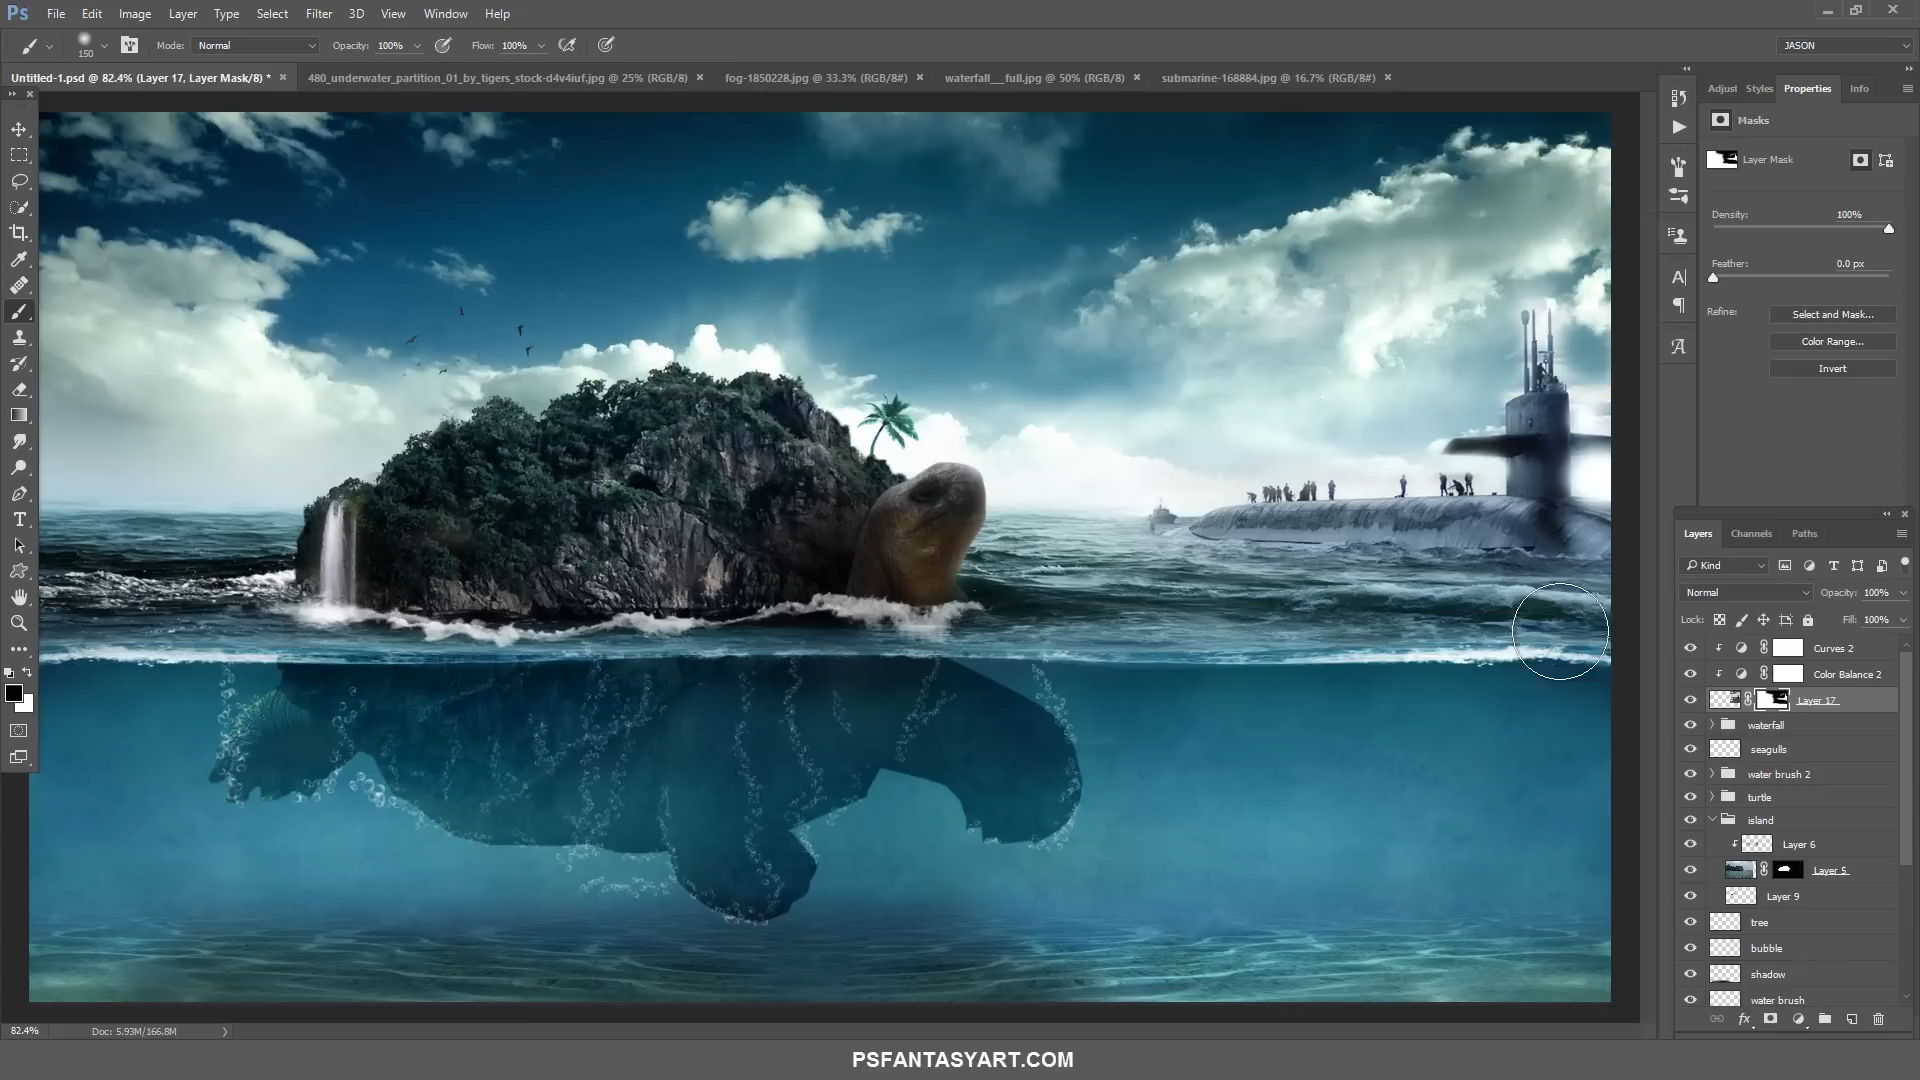 Ps File Edit Image Layer Type Select Filter 3D View Window Help
150 Mode: Normal Opacity: 100% Flow: 100% JASON
Untitled-1.psd @ 82.4% (Layer 17, Layer Mask/8) * × 480_underwater_partition_01_by_tigers_stock-d4v4iuf.jpg @ 25% (RGB/8) × fog-1850228.jpg @ 33.3% (RGB/8#) × waterfall__full.jpg @ 50% (RGB/8) × submarine-168884.jpg @ 16.7% (RGB/8#) ×
Adjust Styles Properties Info
Masks
Layer Mask
Density: 100%
Feather: 0.0 px
Refine: Select and Mask...
Color Range...
Invert
Layers Channels Paths
Kind
Normal Opacity: 100%
Lock: Fill: 100%
Curves 2
Color Balance 2
Layer 17
waterfall
seagulls
water brush 2
turtle
island
Layer 6
Layer 5
Layer 9
tree
bubble
shadow
water brush
fx
82.4% Doc: 5.93M/166.8M
PSFANTASYART.COM